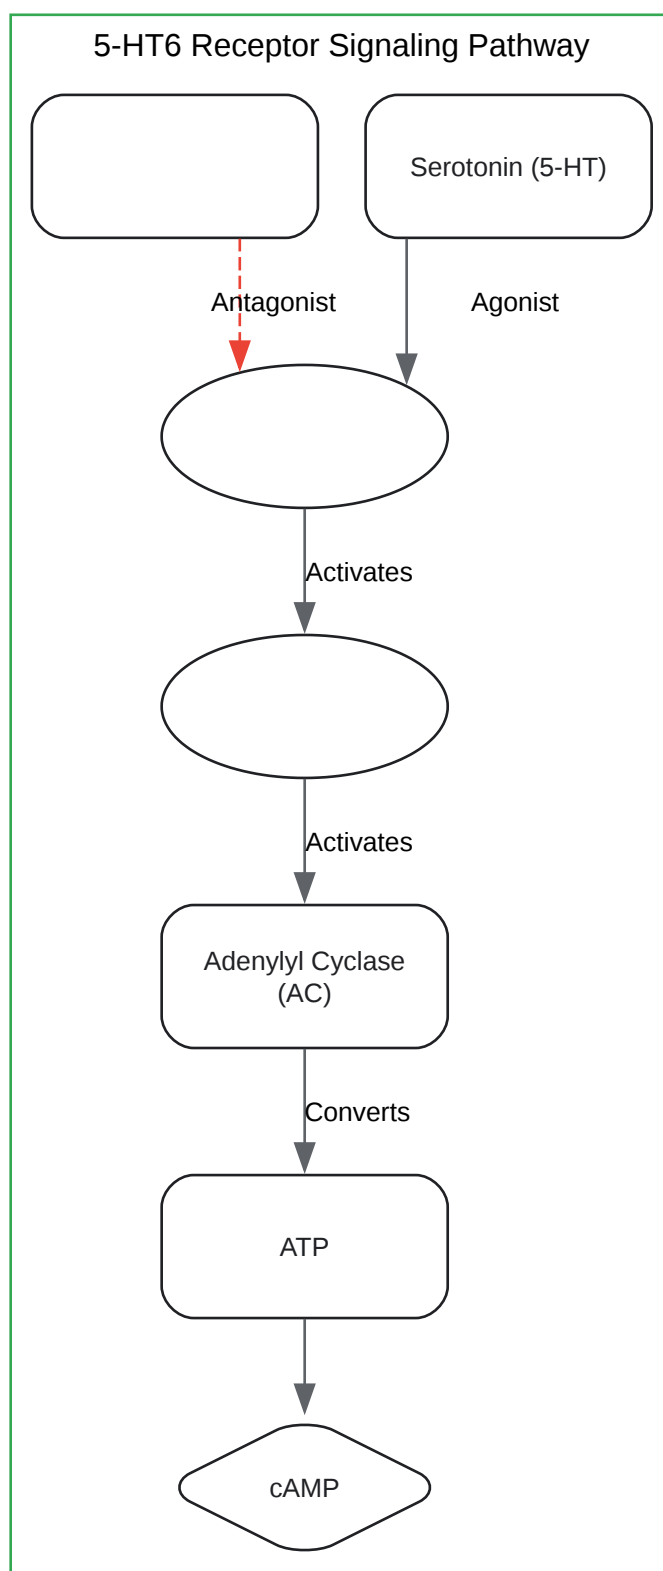 5-HT6 Receptor Signaling Pathway
Serotonin (5-HT)
Antagonist
Agonist
Activates
Activates
Adenylyl Cyclase
(AC)
Converts
ATP
cAMP